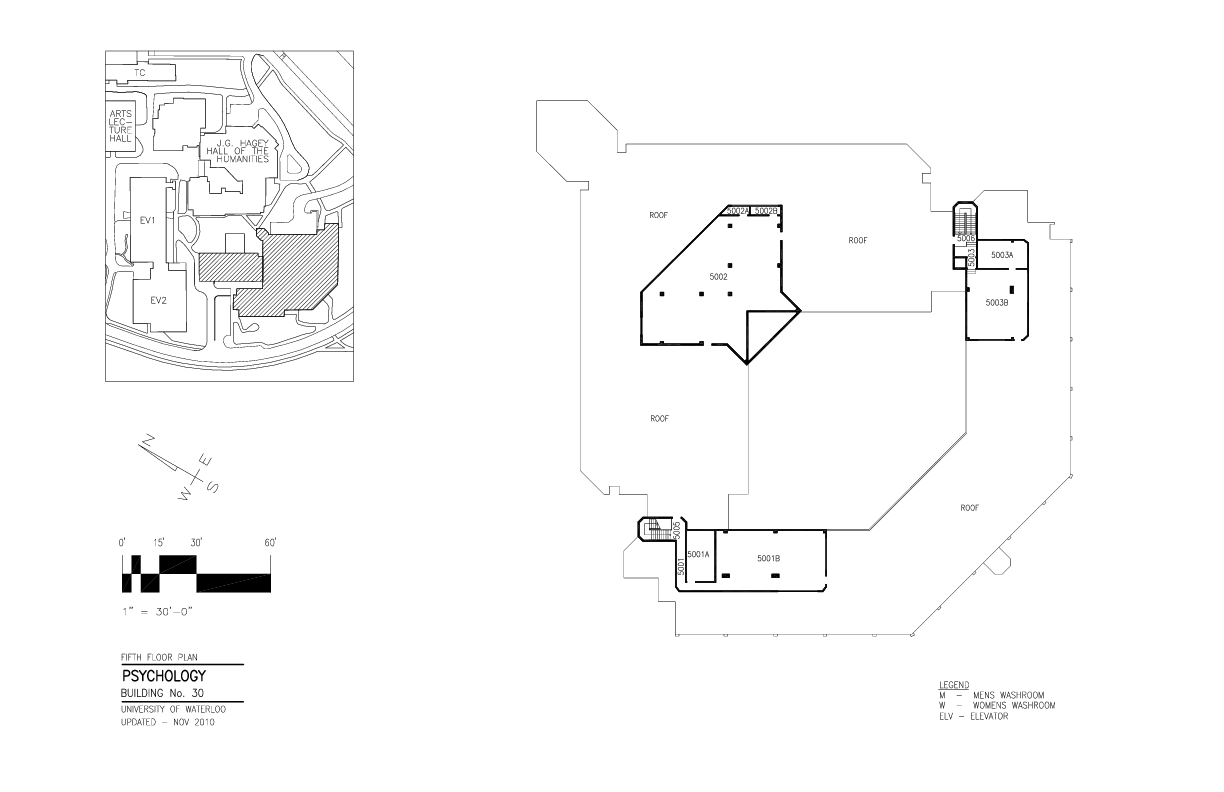 TC
ARTS
LEC-
TURE
HALL
J.G. HAGEY
HALL OF THE
HUMANITIES
EV1
EV2
N
E
W
S
0' 15' 30' 60'
1" = 30'-0"
FIFTH FLOOR PLAN
PSYCHOLOGY
BUILDING No. 30
UNIVERSITY OF WATERLOO
UPDATED - NOV 2010
ROOF
5002A 5002B
ROOF
5002
5006
5003
5003A
5003B
ROOF
5005
5001
5001A
5001B
ROOF
LEGEND
M - MENS WASHROOM
W - WOMENS WASHROOM
ELV - ELEVATOR